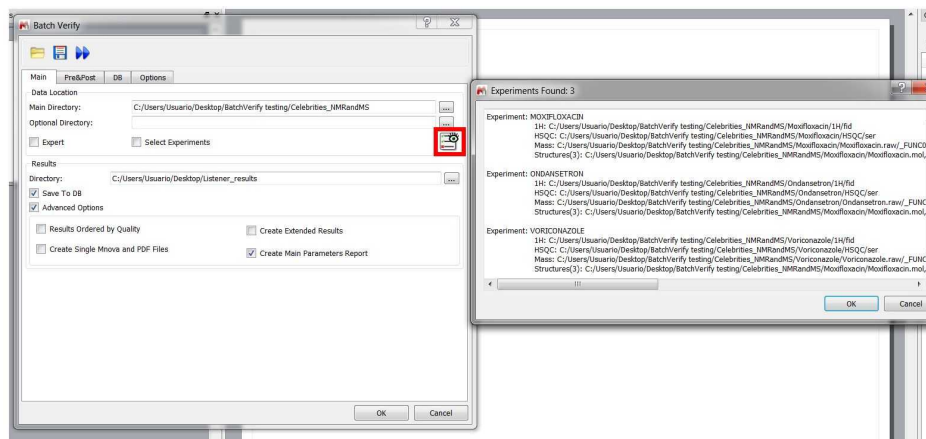 Batch Verify
Main Pre&Post DB Options
Data Location
Main Directory: C:/Users/Usuario/Desktop/BatchVerify testing/Celebrities_NMRandMS ...
Optional Directory: ...
Expert Select Experiments
Results
Directory: C:/Users/Usuario/Desktop/Listener_results ...
Save To DB
Advanced Options
Results Ordered by Quality Create Extended Results
Create Single Mnova and PDF Files Create Main Parameters Report
OK Cancel
Experiments Found: 3
Experiment: MOXIFLOXACIN
1H: C:/Users/Usuario/Desktop/BatchVerify testing/Celebrities_NMRandMS/Moxifloxacin/1H/fid
HSQC: C:/Users/Usuario/Desktop/BatchVerify testing/Celebrities_NMRandMS/Moxifloxacin/HSQC/ser
Mass: C:/Users/Usuario/Desktop/BatchVerify testing/Celebrities_NMRandMS/Moxifloxacin/Moxifloxacin.raw/_FUNC0
Structures(3): C:/Users/Usuario/Desktop/BatchVerify testing/Celebrities_NMRandMS/Moxifloxacin/Moxifloxacin.mol,
Experiment: ONDANSETRON
1H: C:/Users/Usuario/Desktop/BatchVerify testing/Celebrities_NMRandMS/Ondansetron/1H/fid
HSQC: C:/Users/Usuario/Desktop/BatchVerify testing/Celebrities_NMRandMS/Ondansetron/HSQC/ser
Mass: C:/Users/Usuario/Desktop/BatchVerify testing/Celebrities_NMRandMS/Ondansetron/Ondansetron.raw/_FUN
Structures(3): C:/Users/Usuario/Desktop/BatchVerify testing/Celebrities_NMRandMS/Moxifloxacin/Moxifloxacin.mol,
Experiment: VORICONAZOLE
1H: C:/Users/Usuario/Desktop/BatchVerify testing/Celebrities_NMRandMS/Voriconazole/1H/fid
HSQC: C:/Users/Usuario/Desktop/BatchVerify testing/Celebrities_NMRandMS/Voriconazole/HSQC/ser
Mass: C:/Users/Usuario/Desktop/BatchVerify testing/Celebrities_NMRandMS/Voriconazole/Voriconazole.raw/_FUNC
Structures(3): C:/Users/Usuario/Desktop/BatchVerify testing/Celebrities_NMRandMS/Moxifloxacin/Moxifloxacin.mol,
OK Cancel